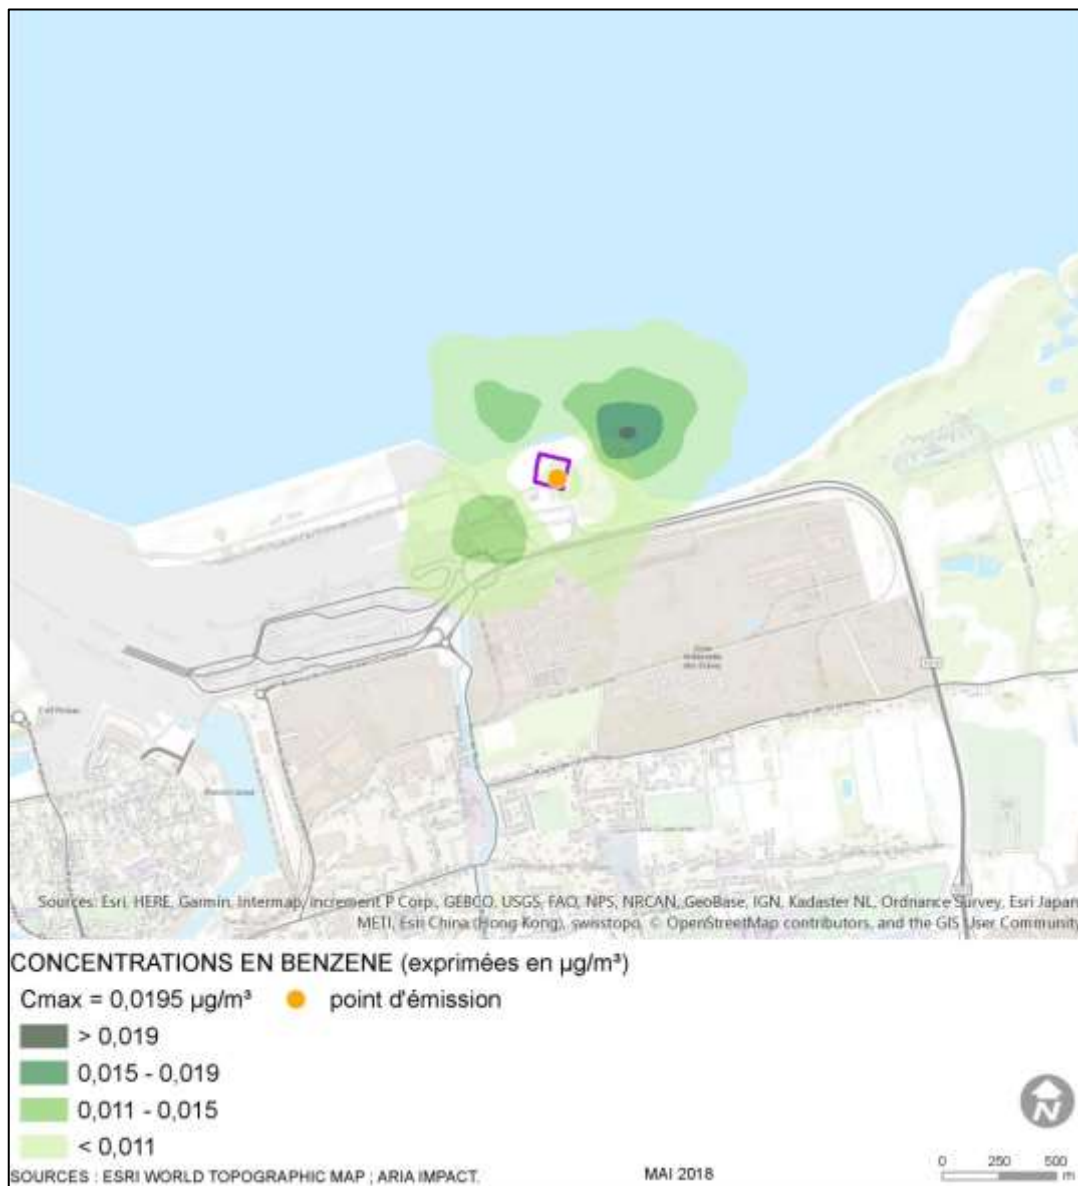 Sources: Esri, HERE, Garmin, Intermap, increment P Corp., GEBCO, USGS, FAO, NPS, NRCAN, GeoBase, IGN, Kadaster NL, Ordnance Survey, Esri Japan,
METI, Esri China (Hong Kong), swisstopo, © OpenStreetMap contributors, and the GIS User Community
CONCENTRATIONS EN BENZENE (exprimées en µg/m³)
Cmax = 0,0195 µg/m³ point d'émission
> 0,019
0,015 - 0,019
0,011 - 0,015
< 0,011
N
0 250 500
m
SOURCES : ESRI WORLD TOPOGRAPHIC MAP ; ARIA IMPACT. MAI 2018